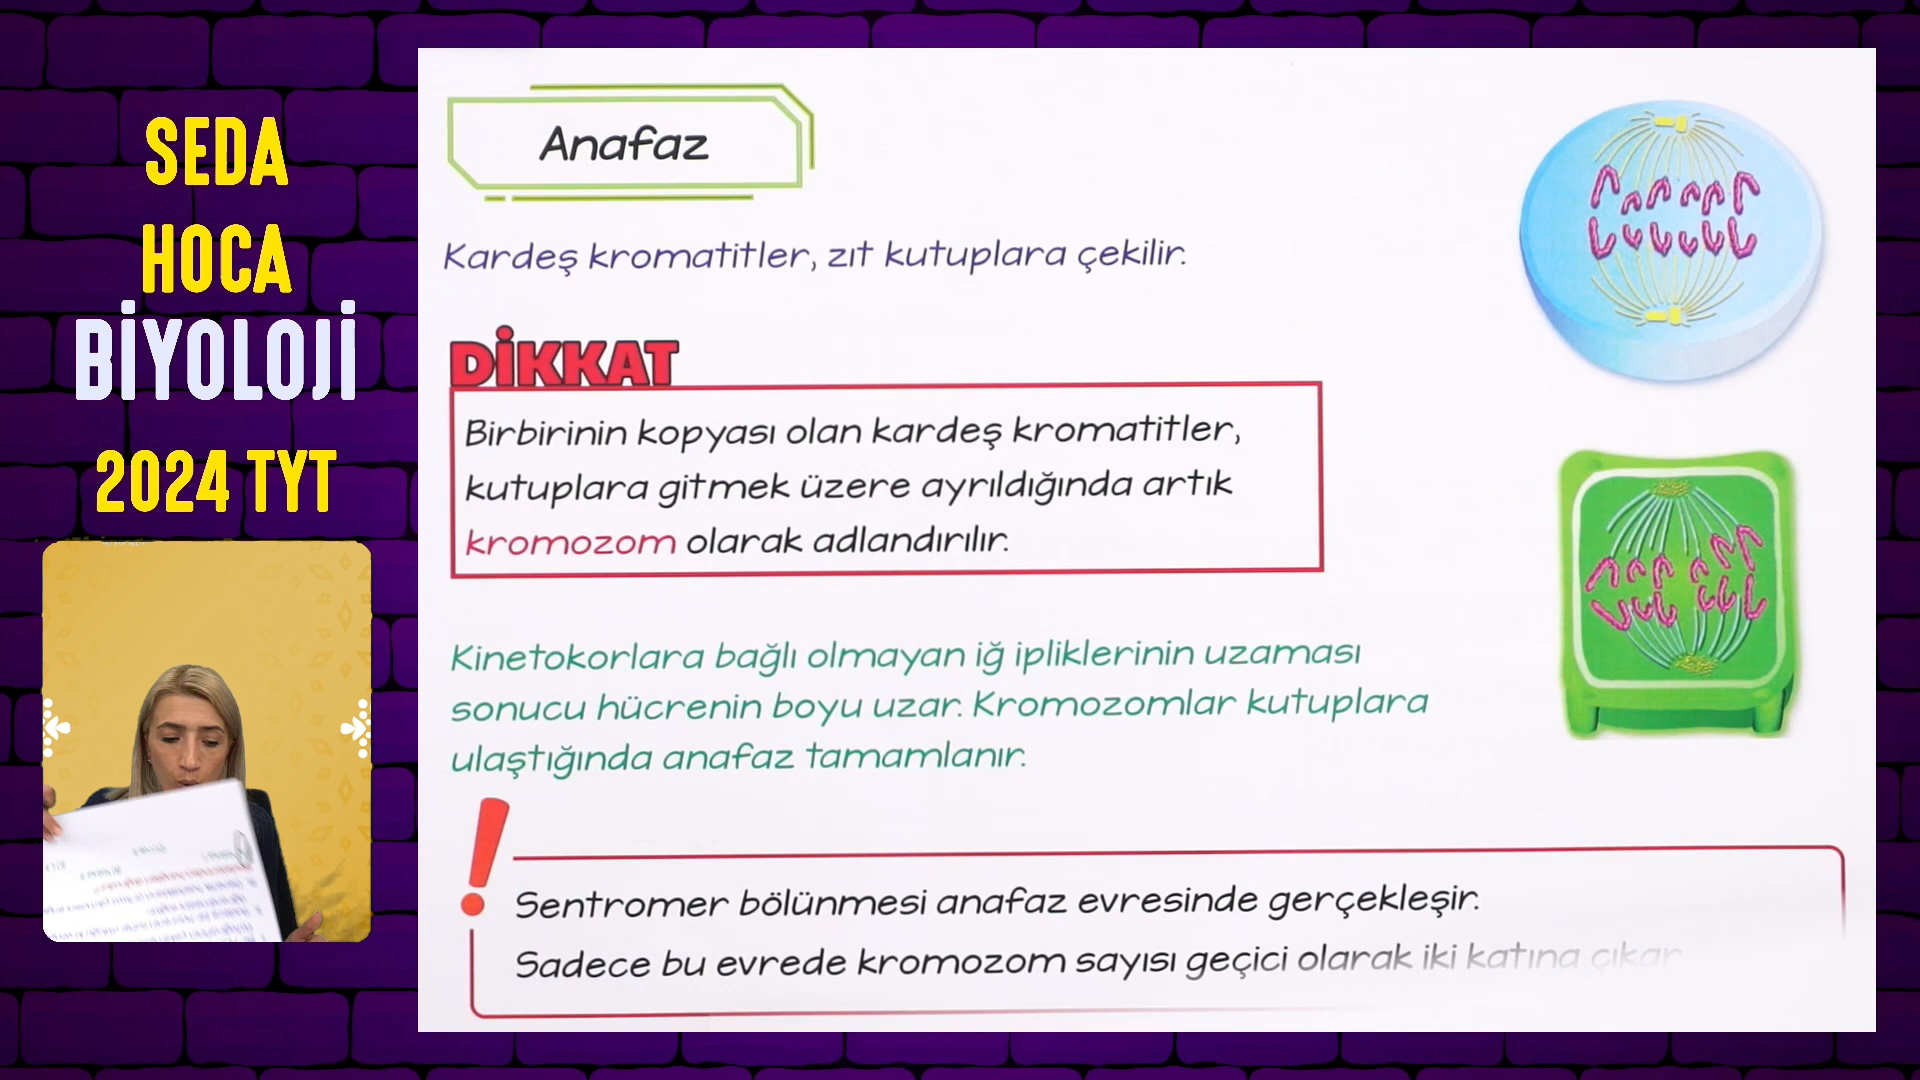 SEDA
HOCA
BİYOLOJİ
2024 TYT
Anafaz
Kardeş kromatitler, zıt kutuplara çekilir.
DİKKAT
Birbirinin kopyası olan kardeş kromatitler,
kutuplara gitmek üzere ayrıldığında artık
kromozom olarak adlandırılır.
Kinetokorlara bağlı olmayan iğ ipliklerinin uzaması
sonucu hücrenin boyu uzar. Kromozomlar kutuplara
ulaştığında anafaz tamamlanır.
Sentromer bölünmesi anafaz evresinde gerçekleşir.
Sadece bu evrede kromozom sayısı geçici olarak iki katına çıkar